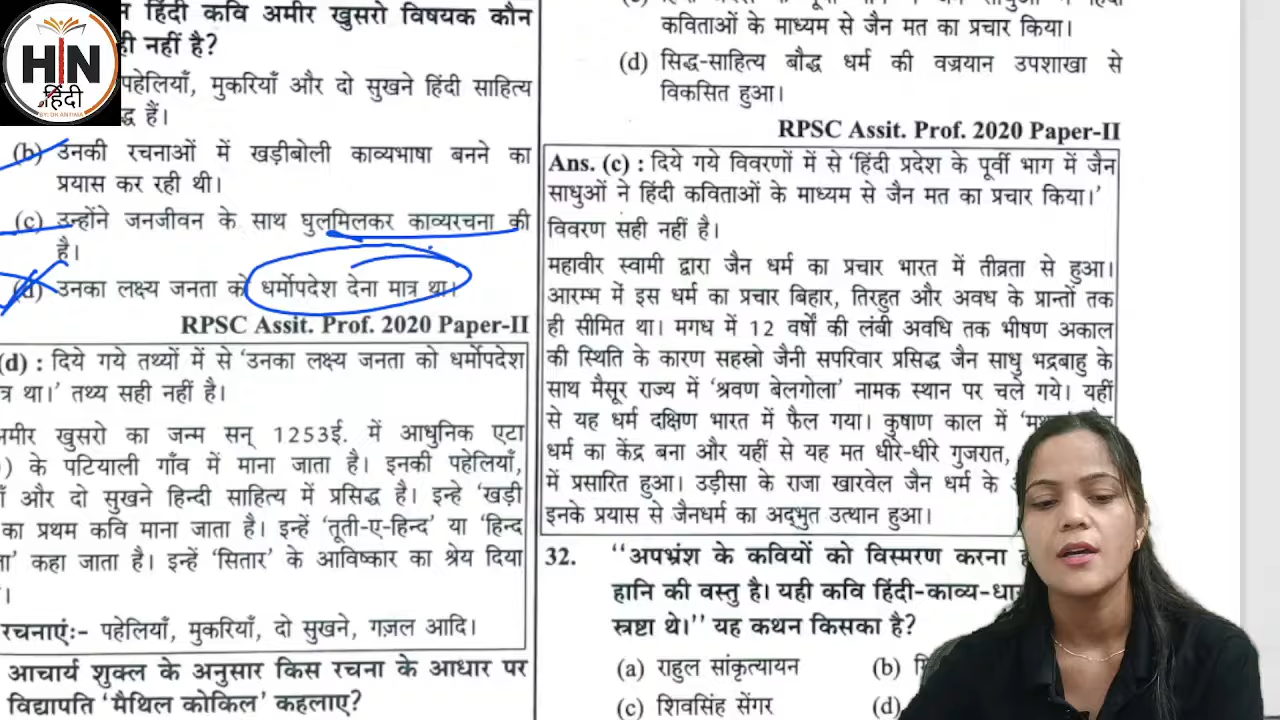 HIN
हिंदी
BY: DR ANTIMA
हिंदी कवि अमीर खुसरो विषयक कौन
ही नहीं है?
पहेलियाँ, मुकरियाँ और दो सुखने हिंदी साहित्य
हैं।
(b) उनकी रचनाओं में खड़ीबोली काव्यभाषा बनने का
प्रयास कर रही थी।
(c) उन्होंने जनजीवन के साथ घुलमिलकर काव्यरचना की
है।
(d) उनका लक्ष्य जनता को धर्मोपदेश देना मात्र था।
RPSC Assit. Prof. 2020 Paper-II
(d) : दिये गये तथ्यों में से 'उनका लक्ष्य जनता को धर्मोपदेश
था।' तथ्य सही नहीं है।
अमीर खुसरो का जन्म सन् 1253ई. में आधुनिक एटा
) के पटियाली गाँव में माना जाता है। इनकी पहेलियाँ,
और दो सुखने हिन्दी साहित्य में प्रसिद्ध है। इन्हे 'खड़ी
का प्रथम कवि माना जाता है। इन्हें 'तूती-ए-हिन्द' या 'हिन्द
कहा जाता है। इन्हें 'सितार' के आविष्कार का श्रेय दिया
रचनाएंः- पहेलियाँ, मुकरियाँ, दो सुखने, गज़ल आदि।
आचार्य शुक्ल के अनुसार किस रचना के आधार पर
विद्यापति 'मैथिल कोकिल' कहलाए?
कविताओं के माध्यम से जैन मत का प्रचार किया।
(d) सिद्ध-साहित्य बौद्ध धर्म की वज्रयान उपशाखा से
विकसित हुआ।
RPSC Assit. Prof. 2020 Paper-II
Ans. (c) : दिये गये विवरणों में से 'हिंदी प्रदेश के पूर्वी भाग में जैन
साधुओं ने हिंदी कविताओं के माध्यम से जैन मत का प्रचार किया।'
विवरण सही नहीं है।
महावीर स्वामी द्वारा जैन धर्म का प्रचार भारत में तीव्रता से हुआ।
आरम्भ में इस धर्म का प्रचार बिहार, तिरहुत और अवध के प्रान्तों तक
ही सीमित था। मगध में 12 वर्षों की लंबी अवधि तक भीषण अकाल
की स्थिति के कारण सहस्रो जैनी सपरिवार प्रसिद्ध जैन साधु भद्रबाहु के
साथ मैसूर राज्य में 'श्रवण बेलगोला' नामक स्थान पर चले गये। यहीं
से यह धर्म दक्षिण भारत में फैल गया। कुषाण काल में
धर्म का केंद्र बना और यहीं से यह मत धीरे-धीरे गुजरात,
में प्रसारित हुआ। उड़ीसा के राजा खारवेल जैन धर्म के
इनके प्रयास से जैनधर्म का अद्भुत उत्थान हुआ।
32. "अपभ्रंश के कवियों को विस्मरण करना
हानि की वस्तु है। यही कवि हिंदी-काव्य-धा
स्त्रष्टा थे।" यह कथन किसका है?
(a) राहुल सांकृत्यायन (b)
(c) शिवसिंह सेंगर (d)